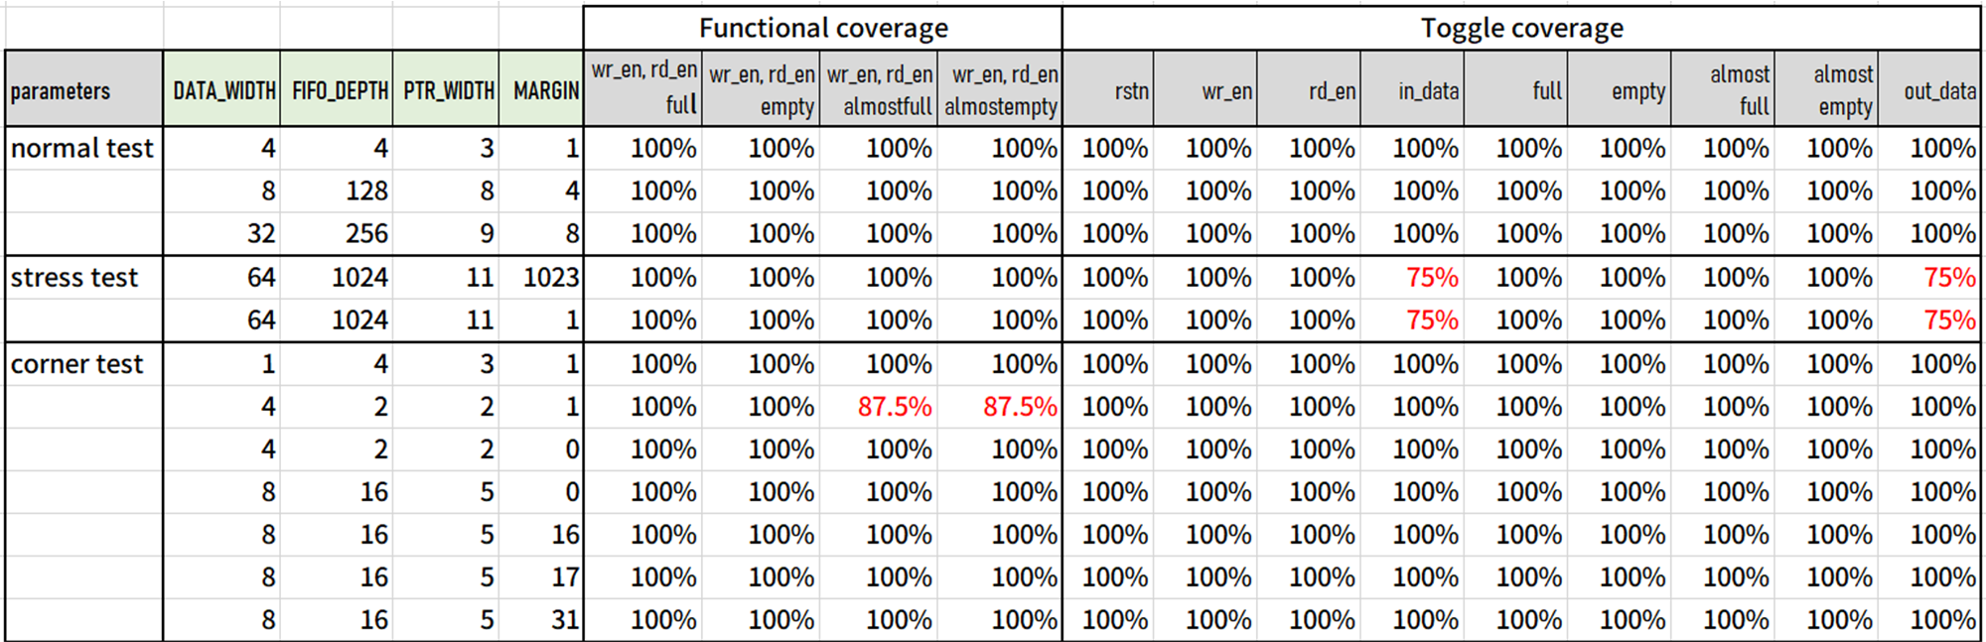 Functional coverage Toggle coverage
parameters DATA_WIDTH FIFO_DEPTH PTR_WIDTH MARGIN wr_en, rd_en full wr_en, rd_en empty wr_en, rd_en almostfull wr_en, rd_en almostempty rstn wr_en rd_en in_data full empty almost full almost empty out_data
normal test 4 4 3 1 100% 100% 100% 100% 100% 100% 100% 100% 100% 100% 100% 100% 100%
8 128 8 4 100% 100% 100% 100% 100% 100% 100% 100% 100% 100% 100% 100% 100%
32 256 9 8 100% 100% 100% 100% 100% 100% 100% 100% 100% 100% 100% 100% 100%
stress test 64 1024 11 1023 100% 100% 100% 100% 100% 100% 100% 75% 100% 100% 100% 100% 75%
64 1024 11 1 100% 100% 100% 100% 100% 100% 100% 75% 100% 100% 100% 100% 75%
corner test 1 4 3 1 100% 100% 100% 100% 100% 100% 100% 100% 100% 100% 100% 100% 100%
4 2 2 1 100% 100% 87.5% 87.5% 100% 100% 100% 100% 100% 100% 100% 100% 100%
4 2 2 0 100% 100% 100% 100% 100% 100% 100% 100% 100% 100% 100% 100% 100%
8 16 5 0 100% 100% 100% 100% 100% 100% 100% 100% 100% 100% 100% 100% 100%
8 16 5 16 100% 100% 100% 100% 100% 100% 100% 100% 100% 100% 100% 100% 100%
8 16 5 17 100% 100% 100% 100% 100% 100% 100% 100% 100% 100% 100% 100% 100%
8 16 5 31 100% 100% 100% 100% 100% 100% 100% 100% 100% 100% 100% 100% 100%